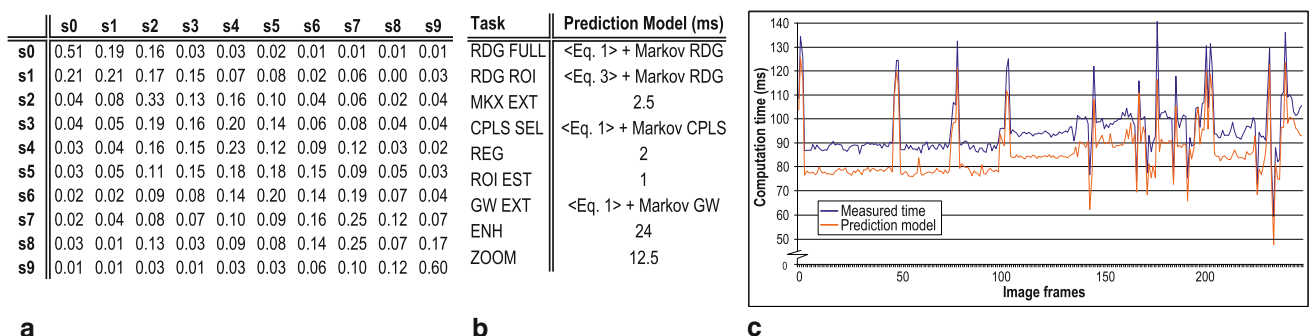 s0 s1 s2 s3 s4 s5 s6 s7 s8 s9
s0 0.51 0.19 0.16 0.03 0.03 0.02 0.01 0.01 0.01 0.01
s1 0.21 0.21 0.17 0.15 0.07 0.08 0.02 0.06 0.00 0.03
s2 0.04 0.08 0.33 0.13 0.16 0.10 0.04 0.06 0.02 0.04
s3 0.04 0.05 0.19 0.16 0.20 0.14 0.06 0.08 0.04 0.04
s4 0.03 0.04 0.16 0.15 0.23 0.12 0.09 0.12 0.03 0.02
s5 0.03 0.05 0.11 0.15 0.18 0.18 0.15 0.09 0.05 0.03
s6 0.02 0.02 0.09 0.08 0.14 0.20 0.14 0.19 0.07 0.04
s7 0.02 0.04 0.08 0.07 0.10 0.09 0.16 0.25 0.12 0.07
s8 0.03 0.01 0.13 0.03 0.09 0.08 0.14 0.25 0.07 0.17
s9 0.01 0.01 0.03 0.01 0.03 0.03 0.06 0.10 0.12 0.60
a
Task Prediction Model (ms)
RDG FULL <Eq. 1> + Markov RDG
RDG ROI <Eq. 3> + Markov RDG
MKX EXT 2.5
CPLS SEL <Eq. 1> + Markov CPLS
REG 2
ROI EST 1
GW EXT <Eq. 1> + Markov GW
ENH 24
ZOOM 12.5
b
Computation time (ms)
140
130
120
110
100
90
80
70
60
50
0
Measured time
Prediction model
0 50 100 150 200
Image frames
c